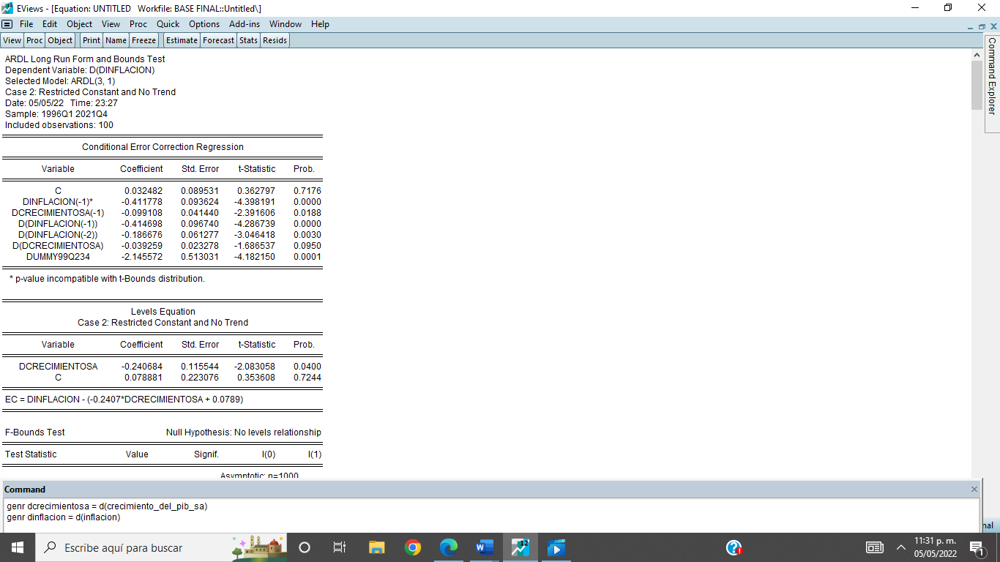 EViews - [Equation: UNTITLED   Workfile: BASE FINAL::Untitled\]
File Edit Object View Proc Quick Options Add-ins Window Help
View Proc Object Print Name Freeze Estimate Forecast Stats Resids
Command Explorer
ARDL Long Run Form and Bounds Test
Dependent Variable: D(DINFLACION)
Selected Model: ARDL(3, 1)
Case 2: Restricted Constant and No Trend
Date: 05/05/22   Time: 23:27
Sample: 1996Q1 2021Q4
Included observations: 100
Conditional Error Correction Regression
Variable Coefficient Std. Error t-Statistic Prob.
C 0.032482 0.089531 0.362797 0.7176
DINFLACION(-1)* -0.411778 0.093624 -4.398191 0.0000
DCRECIMIENTOSA(-1) -0.099108 0.041440 -2.391606 0.0188
D(DINFLACION(-1)) -0.414698 0.096740 -4.286739 0.0000
D(DINFLACION(-2)) -0.186676 0.061277 -3.046418 0.0030
D(DCRECIMIENTOSA) -0.039259 0.023278 -1.686537 0.0950
DUMMY99Q234 -2.145572 0.513031 -4.182150 0.0001
* p-value incompatible with t-Bounds distribution.
Levels Equation
Case 2: Restricted Constant and No Trend
Variable Coefficient Std. Error t-Statistic Prob.
DCRECIMIENTOSA -0.240684 0.115544 -2.083058 0.0400
C 0.078881 0.223076 0.353608 0.7244
EC = DINFLACION - (-0.2407*DCRECIMIENTOSA + 0.0789)
F-Bounds Test Null Hypothesis: No levels relationship
Test Statistic Value Signif. I(0) I(1)
Asymptotic: n=1000
Command
genr dcrecimientosa = d(crecimiento_del_pib_sa)
genr dinflacion = d(inflacion)
nal
Escribe aquí para buscar
12
11:31 p. m.
05/05/2022
1